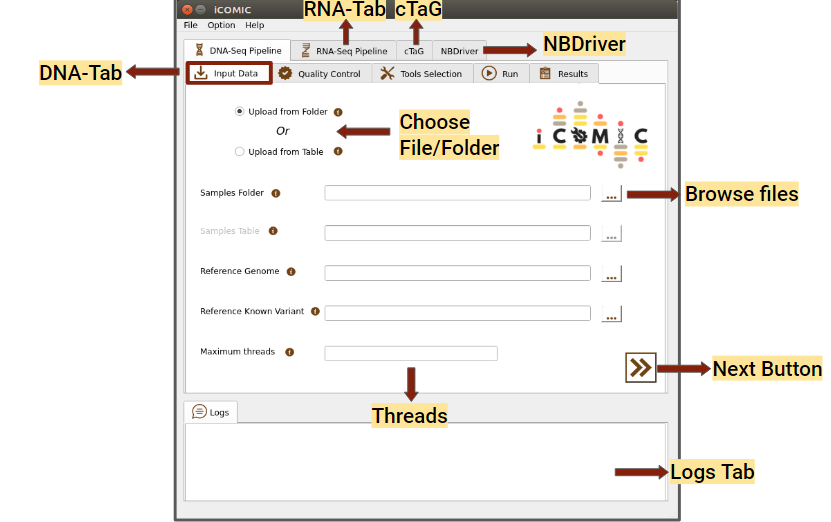 RNA-Tab cTaG
iCOMIC
File Option Help
NBDriver
DNA-Seq Pipeline RNA-Seq Pipeline cTaG NBDriver
DNA-Tab
Input Data Quality Control Tools Selection Run Results
Upload from Folder
Or
Upload from Table
Choose
File/Folder
iCOMIC
Samples Folder ...
Browse files
Samples Table ...
Reference Genome ...
Reference Known Variant ...
Maximum threads
Next Button
Threads
Logs
Logs Tab